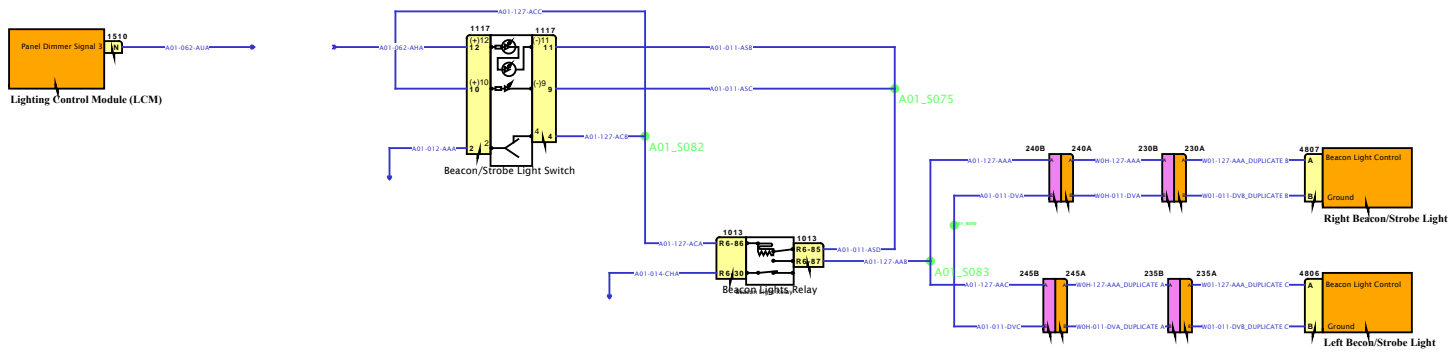 A01-127-ACC
1510
Panel Dimmer Signal 3
N
A01-062-AUA
Lighting Control Module (LCM)
A01-062-AHA
1117
1117
(+)12
12
(-)11
11
A01-011-ASB
(+)10
10
(-)9
9
A01-011-ASC
A01_S075
2
2
4
4
A01-127-ACB
A01_S082
A01-012-AAA
Beacon/Strobe Light Switch
240B
240A
230B
230A
4807
A01-127-AAA
A
A
W0H-127-AAA
A
A
W01-127-AAA_DUPLICATE B
A
Beacon Light Control
A01-011-DVA
B
B
W0H-011-DVA
B
B
W01-011-DVB_DUPLICATE B
B
Ground
Right Beacon/Strobe Light
1013
1013
A01-127-ACA
R6-86
R6-85
A01-011-ASD
R6-87
A01-127-AAB
A01_S083
A01-014-CHA
R6-30
Beacon Lights Relay
245B
245A
235B
235A
4806
A01-127-AAC
A
A
W0H-127-AAA_DUPLICATE A
A
A
W01-127-AAA_DUPLICATE C
A
Beacon Light Control
A01-011-DVC
B
B
W0H-011-DVA_DUPLICATE A
B
B
W01-011-DVB_DUPLICATE C
B
Ground
Left Becon/Strobe Light